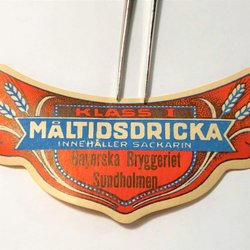 KLASS I
MÅLTIDSDRICKA
INNEHÅLLER SACKARIN
Bayerska Bryggeriet
Sundholmen